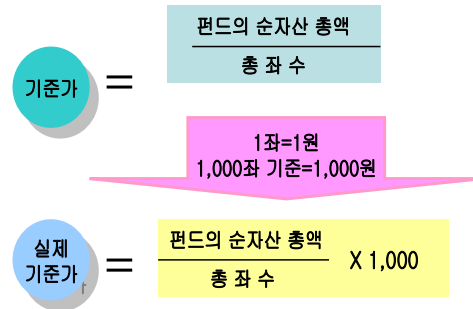 펀드의 순자산 총액
총 좌 수
기준가 =
1좌=1원
1,000좌 기준=1,000원
실제
기준가 =
펀드의 순자산 총액
총 좌 수
X 1,000